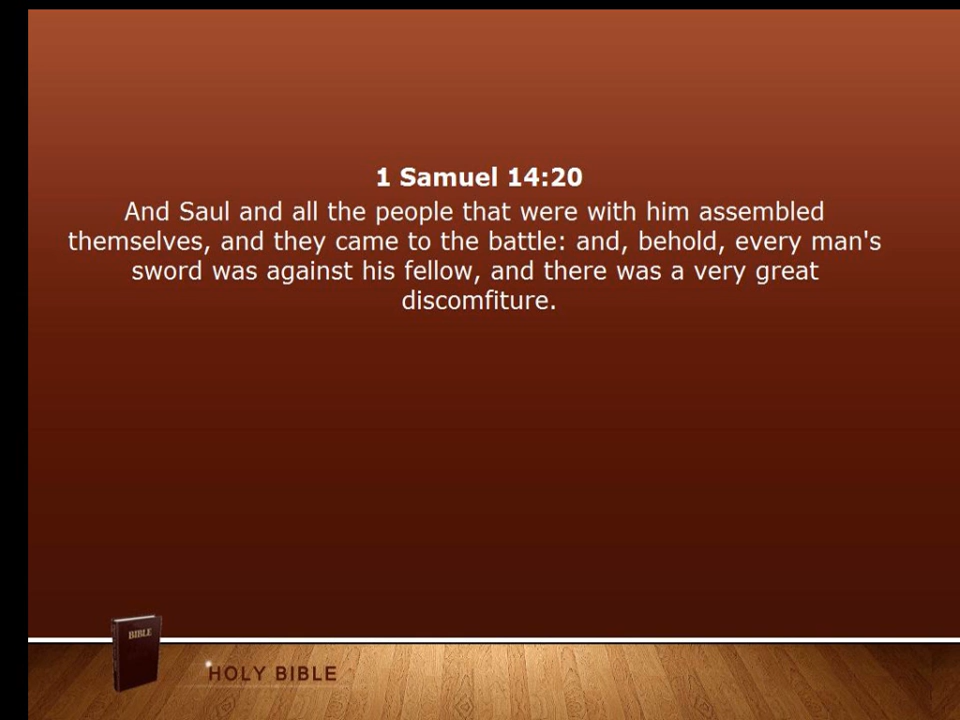 1 Samuel 14:20
And Saul and all the people that were with him assembled
themselves, and they came to the battle: and, behold, every man's
sword was against his fellow, and there was a very great
discomfiture.
BIBLE
HOLY BIBLE